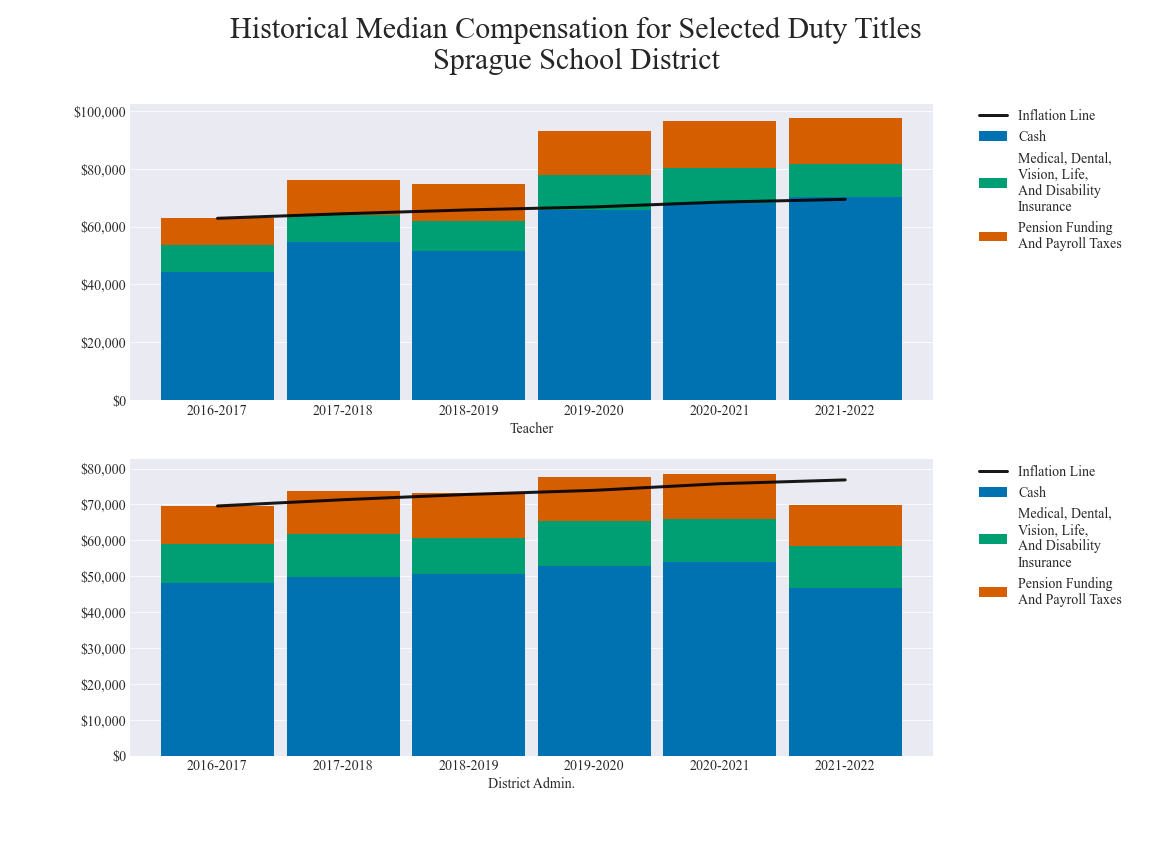 Historical Median Compensation for Selected Duty Titles
Sprague School District
$100,000
$80,000
$60,000
$40,000
$20,000
$0
2016-2017
2017-2018
2018-2019
2019-2020
2020-2021
2021-2022
Teacher
Inflation Line
Cash
Medical, Dental,
Vision, Life,
And Disability
Insurance
Pension Funding
And Payroll Taxes
$80,000
$70,000
$60,000
$50,000
$40,000
$30,000
$20,000
$10,000
$0
2016-2017
2017-2018
2018-2019
2019-2020
2020-2021
2021-2022
District Admin.
Inflation Line
Cash
Medical, Dental,
Vision, Life,
And Disability
Insurance
Pension Funding
And Payroll Taxes